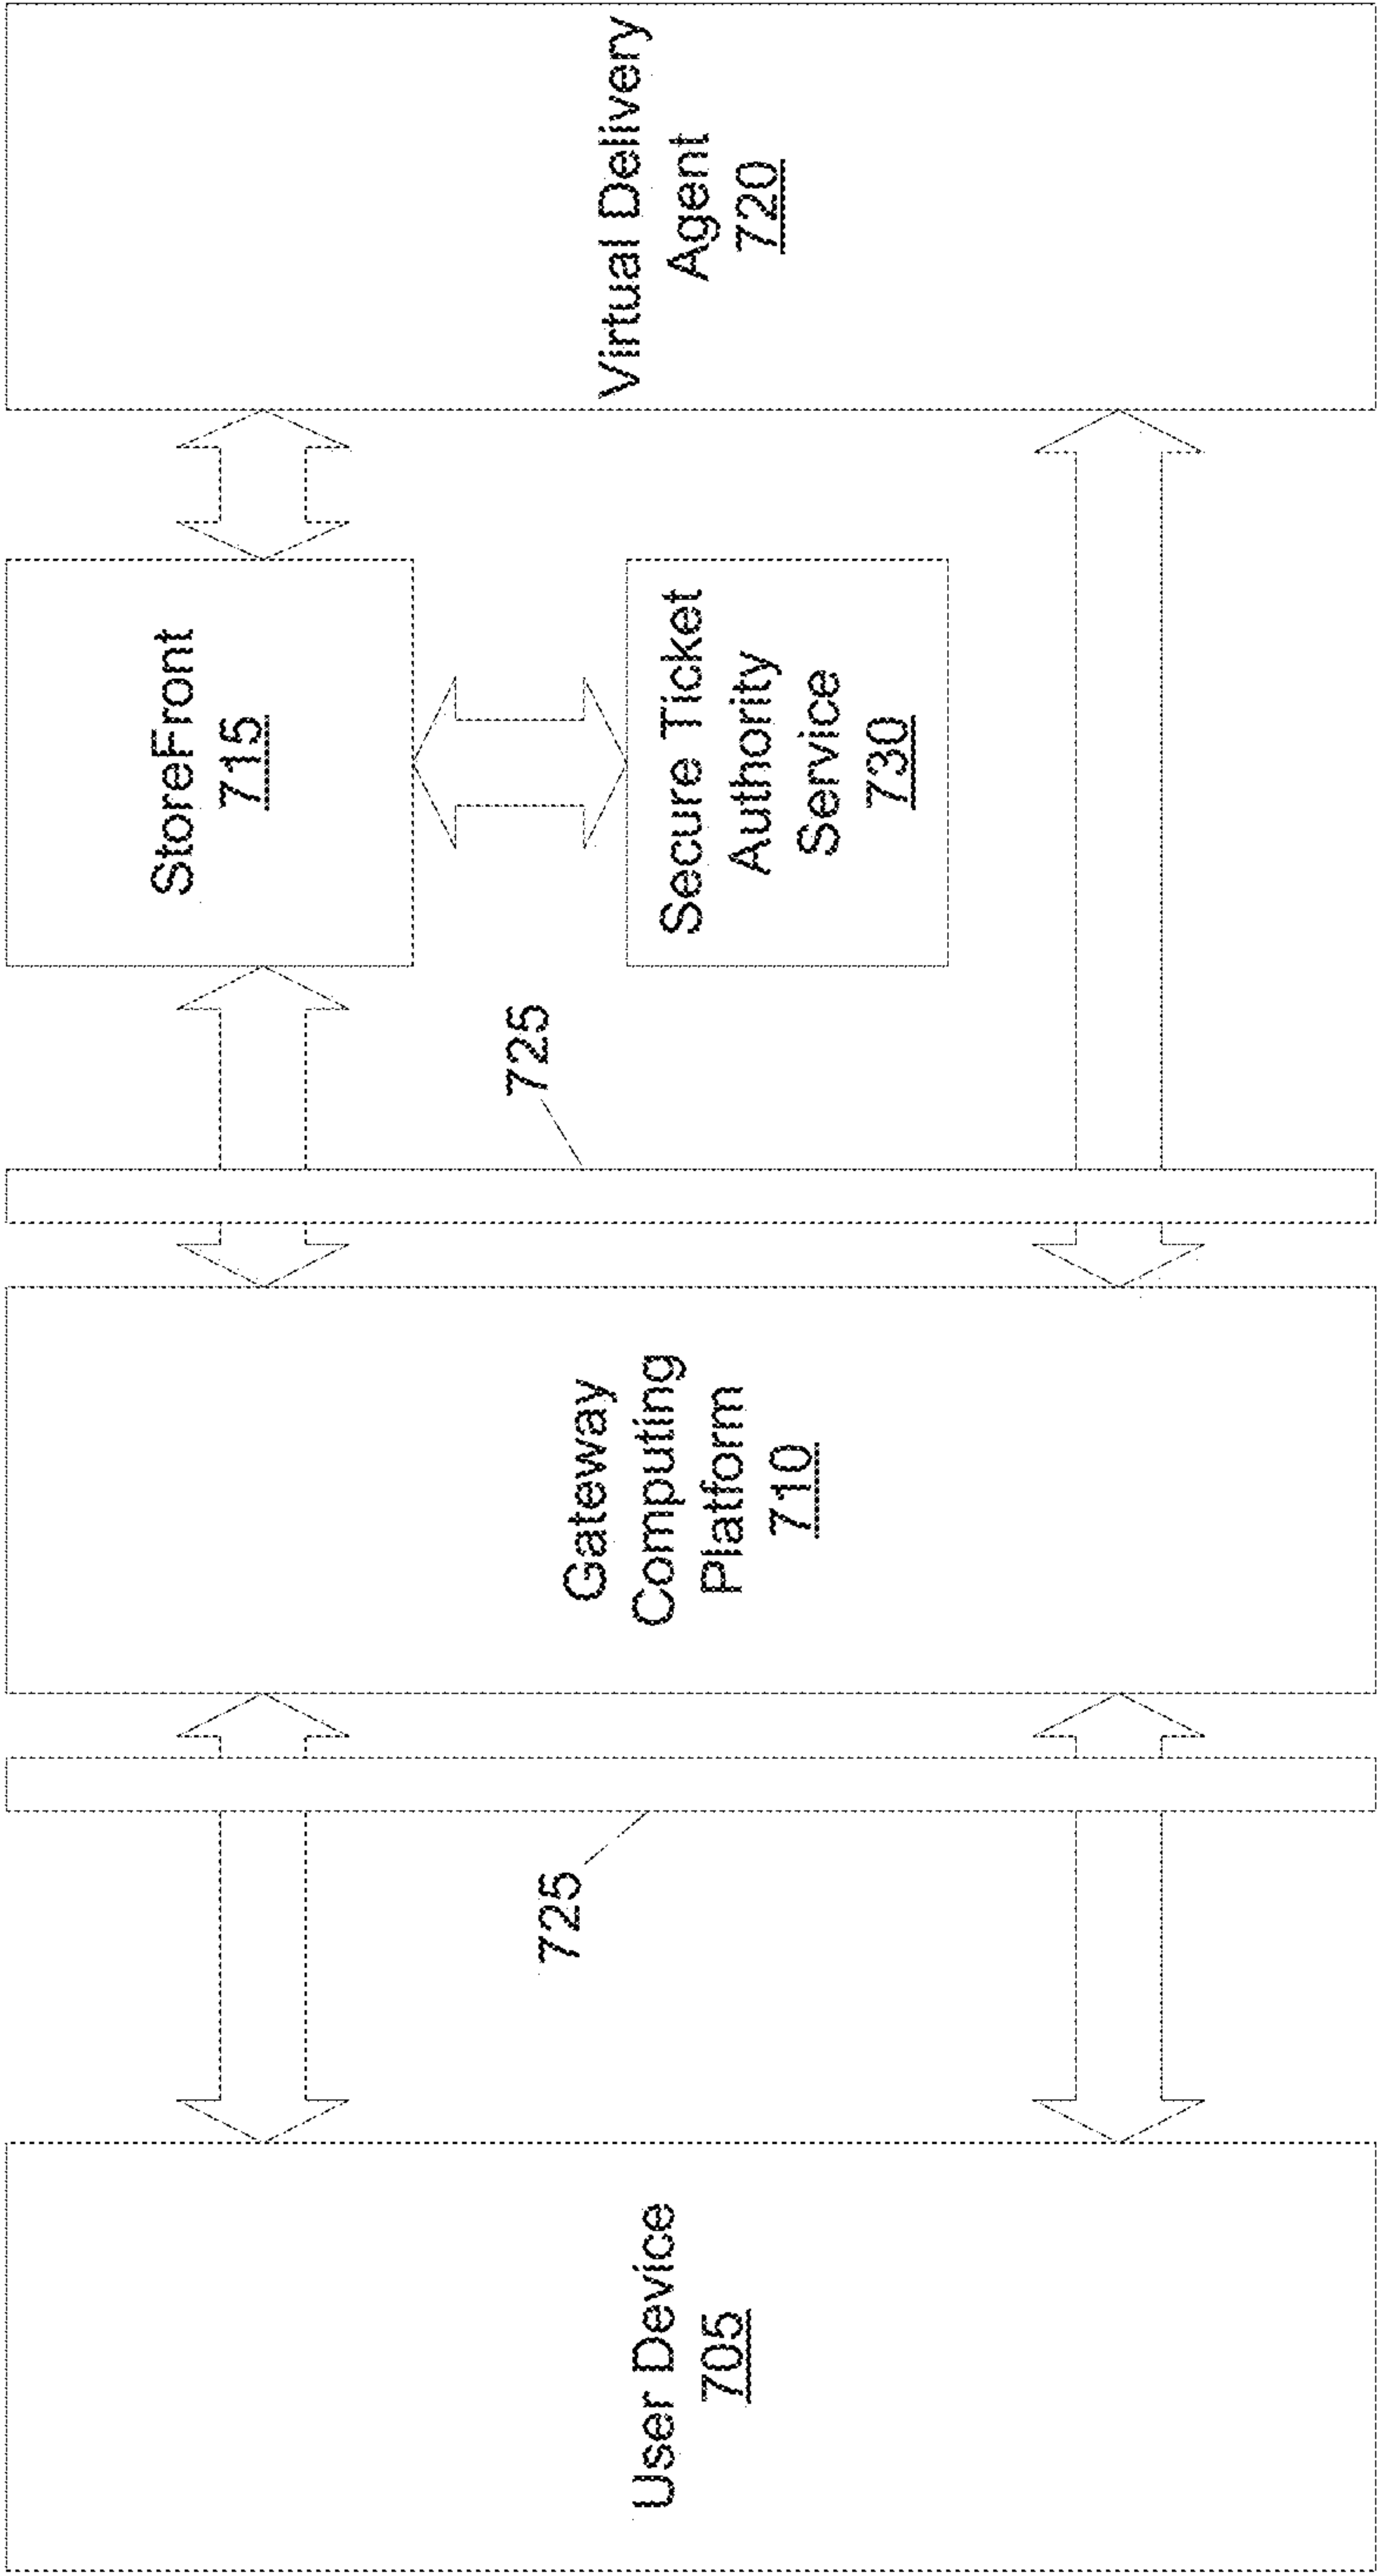 User Device
705
725
Gateway
Computing
Platform
710
725
StoreFront
715
Secure Ticket
Authority
Service
730
Virtual Delivery
Agent
720